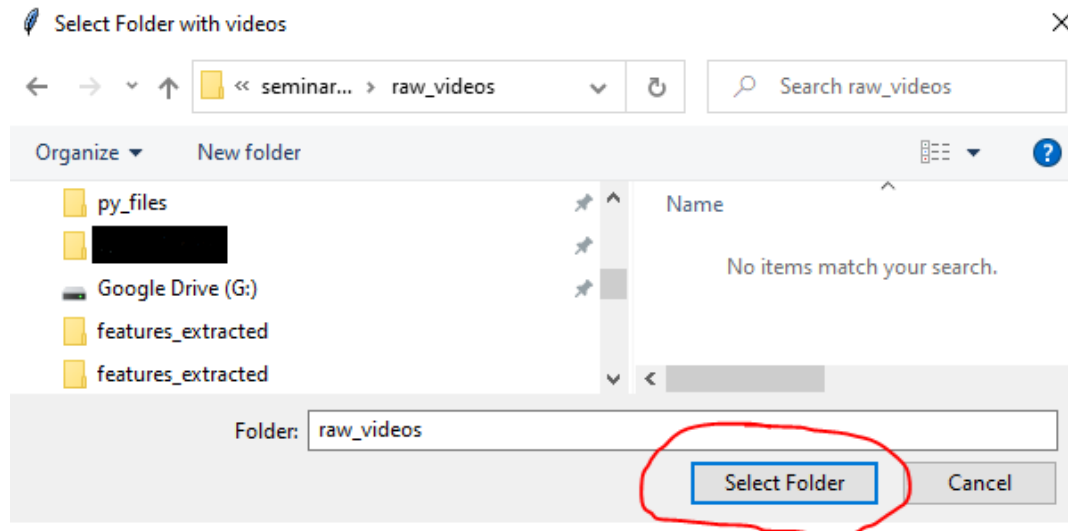 Select Folder with videos
« seminar... › raw_videos
Search raw_videos
Organize
New folder
?
py_files
Google Drive (G:)
features_extracted
features_extracted
Name
No items match your search.
Folder: raw_videos
Select Folder
Cancel